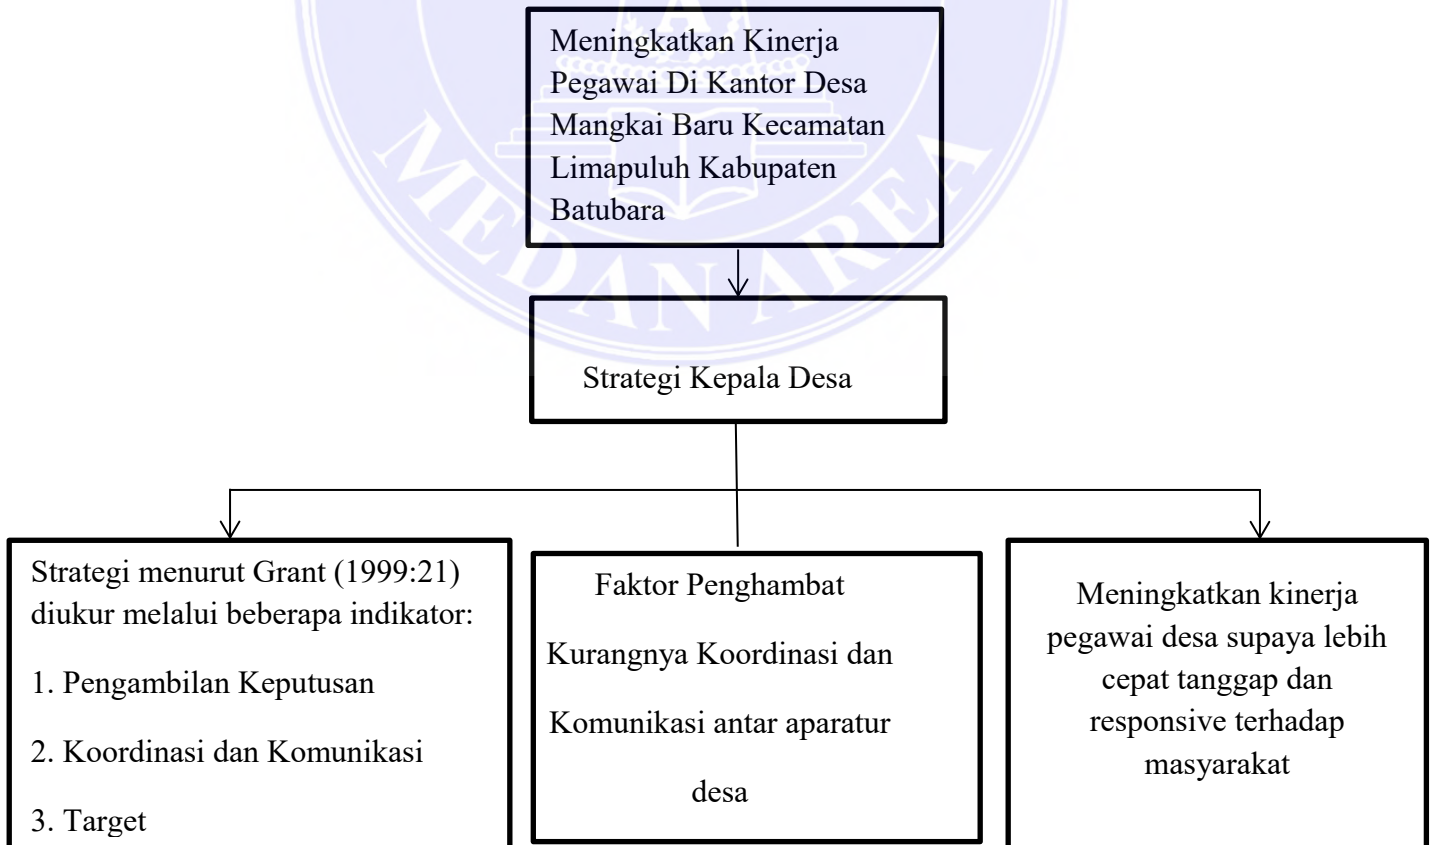 Meningkatkan Kinerja
Pegawai Di Kantor Desa
Mangkai Baru Kecamatan
Limapuluh Kabupaten
Batubara
MEDAN AREA
Strategi Kepala Desa
Strategi menurut Grant (1999:21)
diukur melalui beberapa indikator:
1. Pengambilan Keputusan
2. Koordinasi dan Komunikasi
3. Target
Faktor Penghambat
Kurangnya Koordinasi dan
Komunikasi antar aparatur
desa
Meningkatkan kinerja
pegawai desa supaya lebih
cepat tanggap dan
responsive terhadap
masyarakat